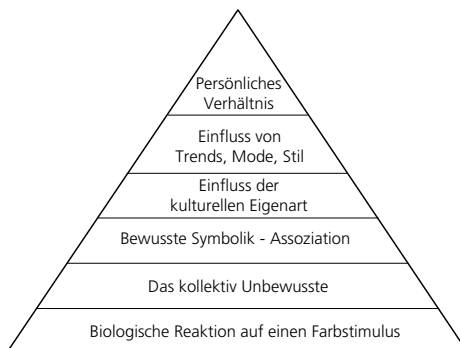 Persönliches
Verhältnis
Einfluss von
Trends, Mode, Stil
Einfluss der
kulturellen Eigenart
Bewusste Symbolik - Assoziation
Das kollektiv Unbewusste
Biologische Reaktion auf einen Farbstimulus